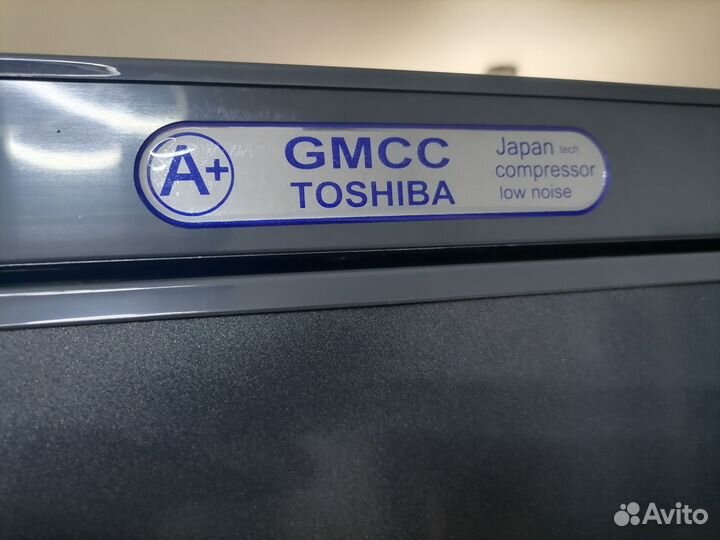 A+
GMCC
TOSHIBA
Japan tech
compressor
low noise
Avito